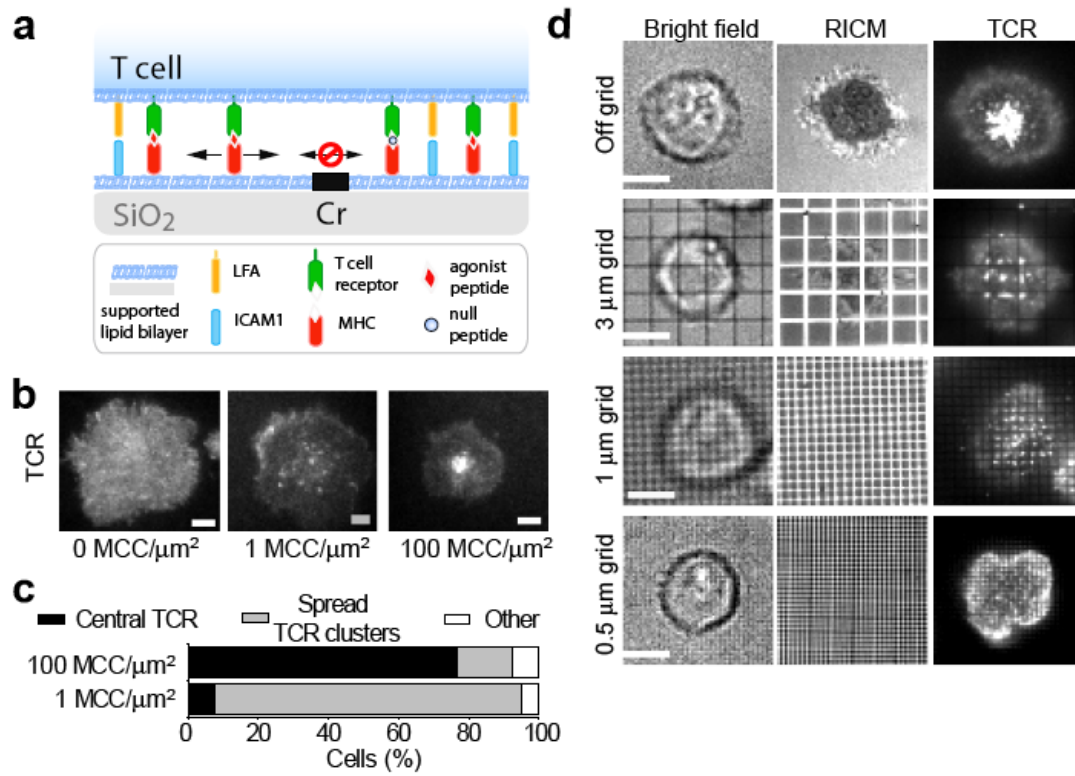 a
T cell
SiO₂
Cr
supported
lipid bilayer
LFA
ICAM1
T cell
receptor
MHC
agonist
peptide
null
peptide
b
TCR
0 MCC/µm²
1 MCC/µm²
100 MCC/µm²
c
Central TCR
Spread
TCR clusters
Other
100 MCC/µm²
1 MCC/µm²
0
20
40
60
80
100
Cells (%)
d
Bright field
RICM
TCR
Off grid
3 µm grid
1 µm grid
0.5 µm grid